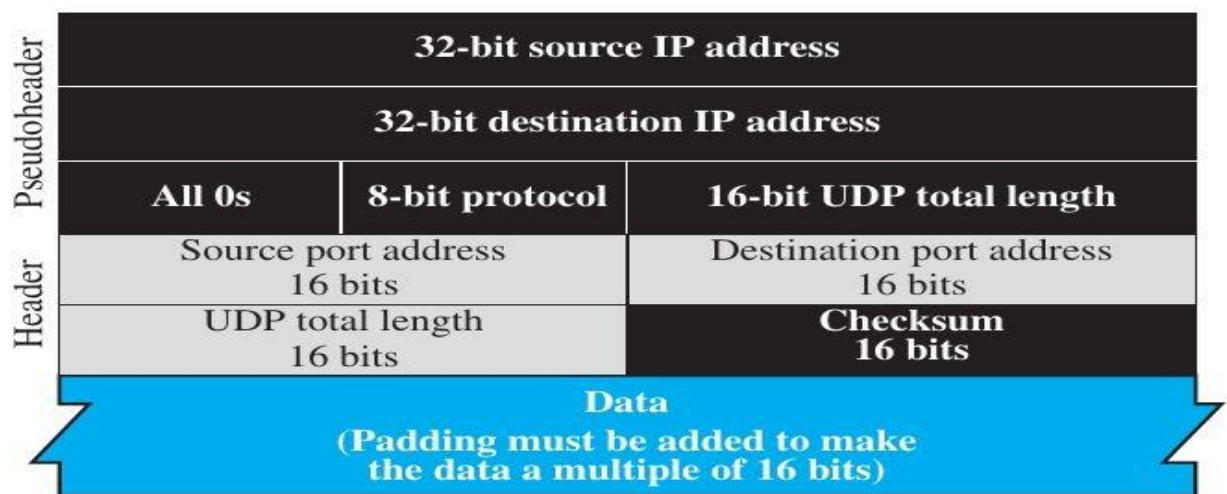 Pseudoheader
32-bit source IP address
32-bit destination IP address
All 0s
8-bit protocol
16-bit UDP total length
Header
Source port address
16 bits
Destination port address
16 bits
UDP total length
16 bits
Checksum
16 bits
Data
(Padding must be added to make
the data a multiple of 16 bits)